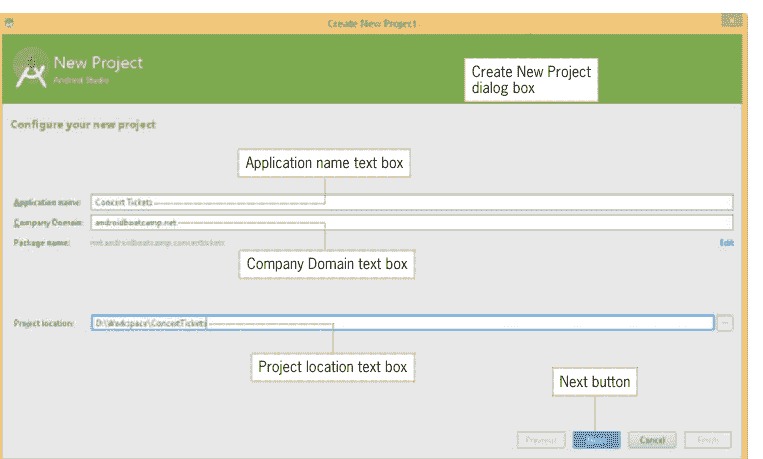 Create New Project
New Project
Android Studio
Create New Project
dialog box
Configure your new project
Application name text box
Application name: Concert Tickets
Company Domain: androidbootcamp.net
Package name: net.androidbootcamp.concerttickets Edit
Company Domain text box
Project location: D:\Workspace\ConcertTickets ...
Project location text box
Next button
Previous Next Cancel Finish